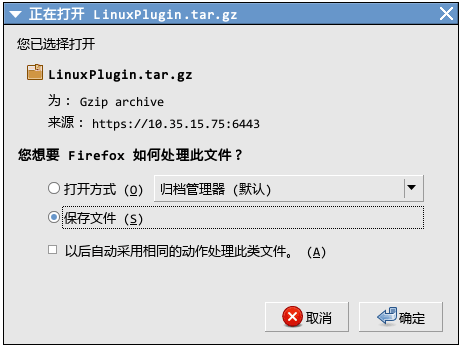 正在打开 LinuxPlugin.tar.gz
您已选择打开
LinuxPlugin.tar.gz
为： Gzip archive
来源： https://10.35.15.75:6443
您想要 Firefox 如何处理此文件？
打开方式 (O) 归档管理器 (默认)
保存文件 (S)
以后自动采用相同的动作处理此类文件。 (A)
取消 确定